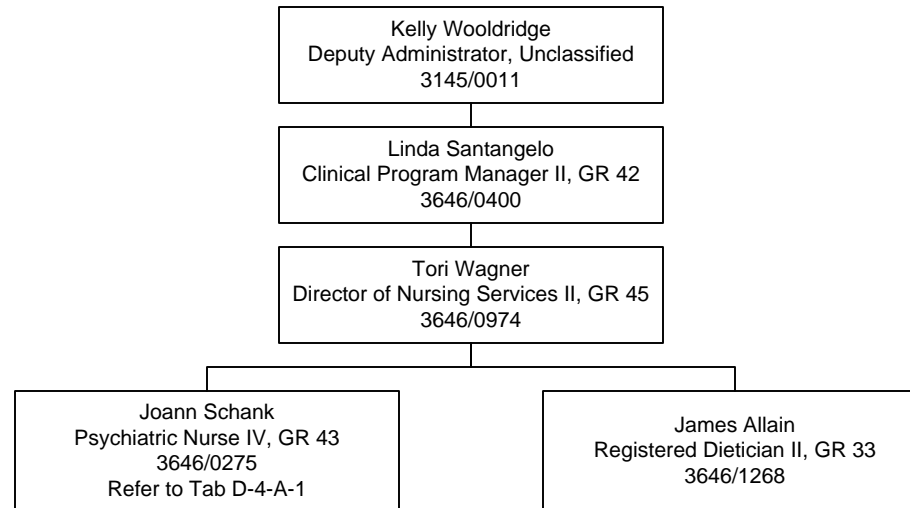 Kelly Wooldridge
Deputy Administrator, Unclassified
3145/0011
Linda Santangelo
Clinical Program Manager II, GR 42
3646/0400
Tori Wagner
Director of Nursing Services II, GR 45
3646/0974
Joann Schank
Psychiatric Nurse IV, GR 43
3646/0275
Refer to Tab D-4-A-1
James Allain
Registered Dietician II, GR 33
3646/1268